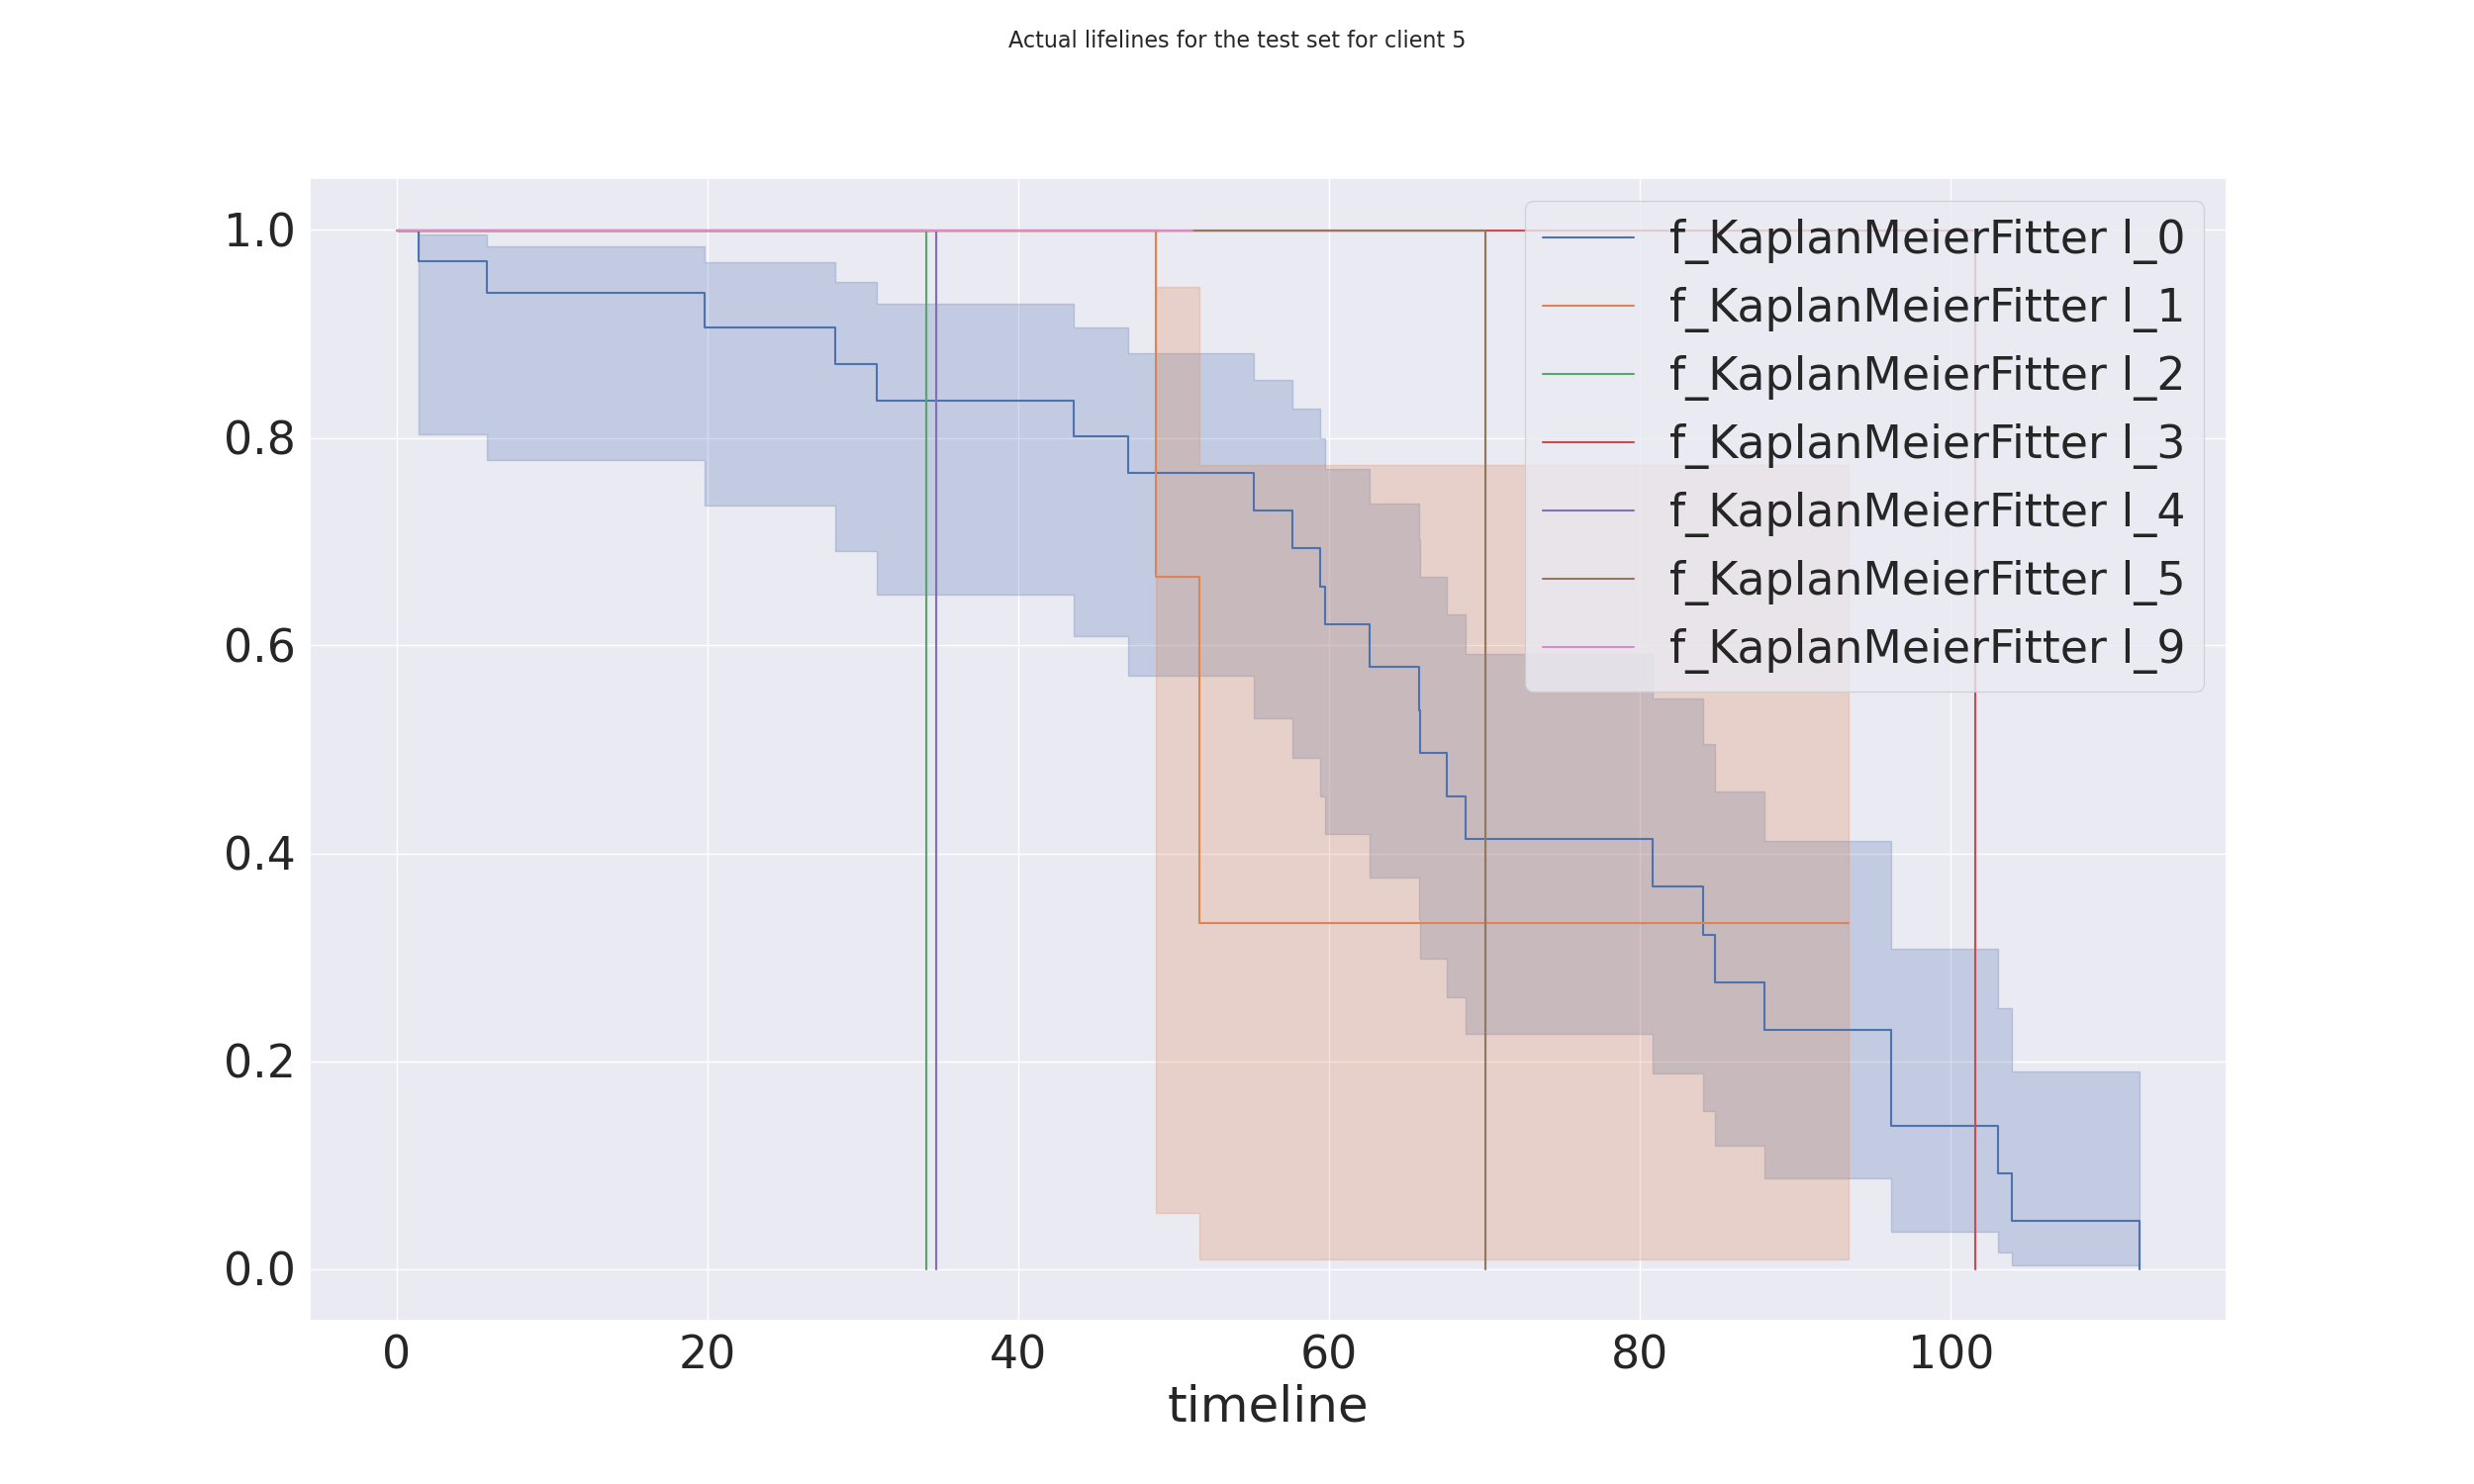 Actual lifelines for the test set for client 5
1.0
0.8
0.6
0.4
0.2
0.0
f_KaplanMeierFitter l_0
f_KaplanMeierFitter l_1
f_KaplanMeierFitter l_2
f_KaplanMeierFitter l_3
f_KaplanMeierFitter l_4
f_KaplanMeierFitter l_5
f_KaplanMeierFitter l_9
0 20 40 60 80 100
timeline